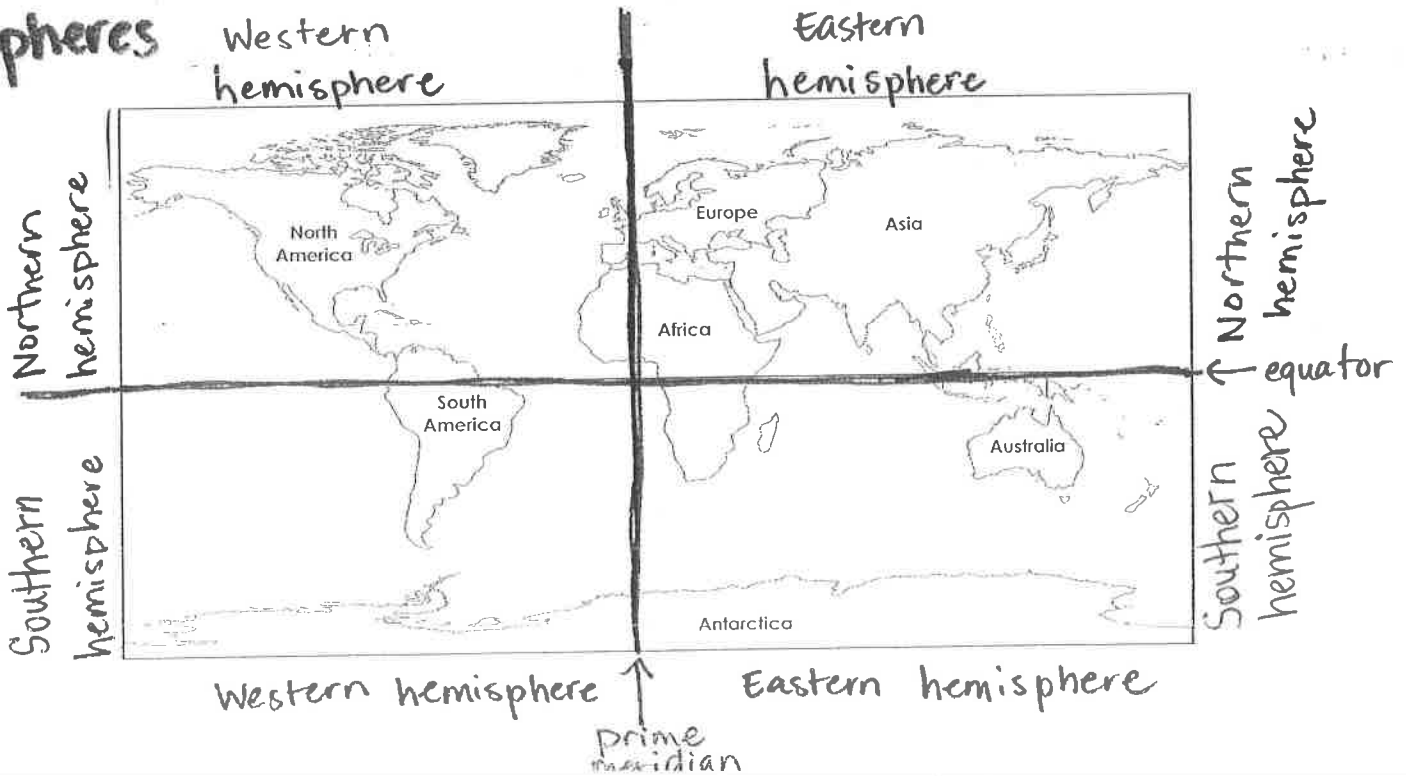 pheres
Western
hemisphere
Eastern
hemisphere
Northern
hemisphere
Northern
hemisphere
North
America
Europe
Asia
Africa
equator
South
America
Australia
Southern
hemisphere
Southern
hemisphere
Antarctica
Western hemisphere
Eastern hemisphere
prime
meridian